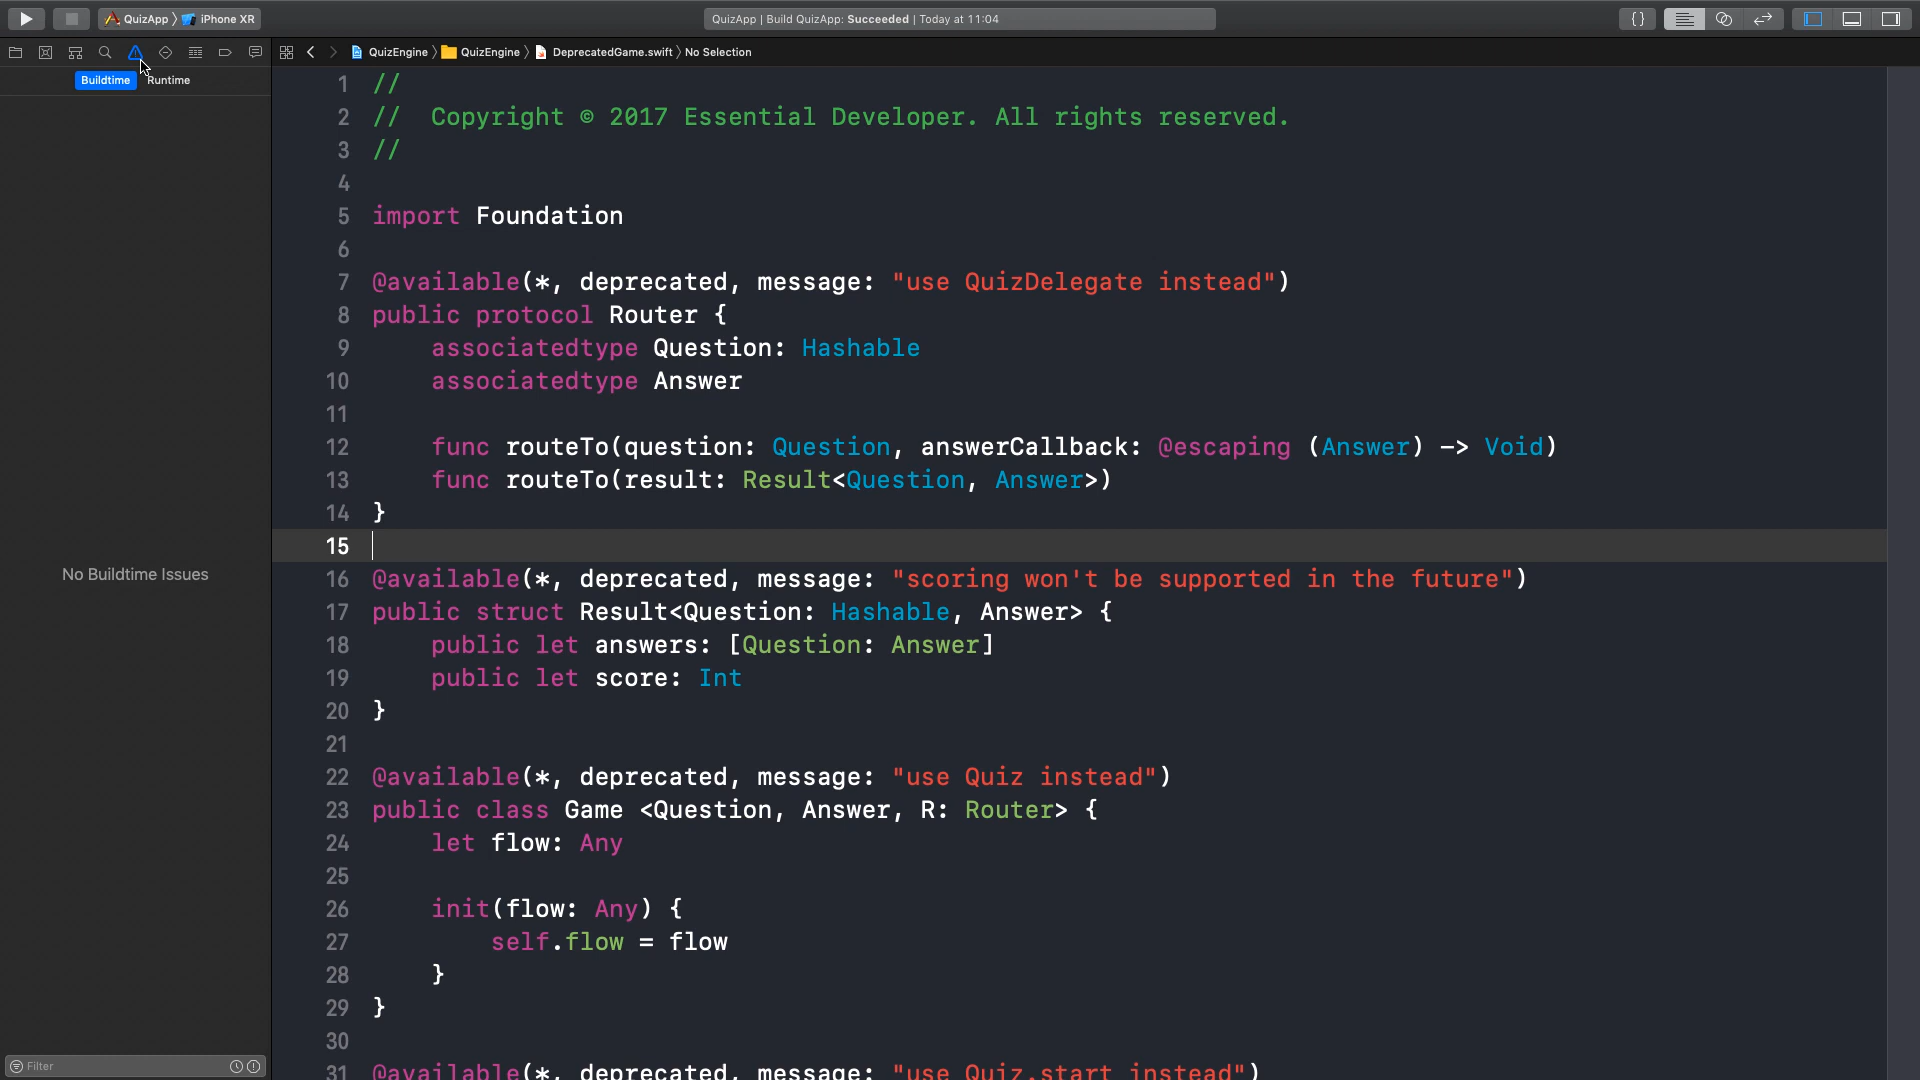 QuizApp 〉 iPhone XR
QuizApp | Build QuizApp: Succeeded | Today at 11:04
{}
QuizEngine 〉 QuizEngine 〉 DeprecatedGame.swift 〉 No Selection
Buildtime Runtime
No Buildtime Issues
Filter
1 //
2 //  Copyright © 2017 Essential Developer. All rights reserved.
3 //
4
5 import Foundation
6
7 @available(*, deprecated, message: "use QuizDelegate instead")
8 public protocol Router {
9     associatedtype Question: Hashable
10     associatedtype Answer
11
12     func routeTo(question: Question, answerCallback: @escaping (Answer) -> Void)
13     func routeTo(result: Result<Question, Answer>)
14 }
15
16 @available(*, deprecated, message: "scoring won't be supported in the future")
17 public struct Result<Question: Hashable, Answer> {
18     public let answers: [Question: Answer]
19     public let score: Int
20 }
21
22 @available(*, deprecated, message: "use Quiz instead")
23 public class Game <Question, Answer, R: Router> {
24     let flow: Any
25
26     init(flow: Any) {
27         self.flow = flow
28     }
29 }
30
31 @available(*, deprecated, message: "use Quiz.start instead")